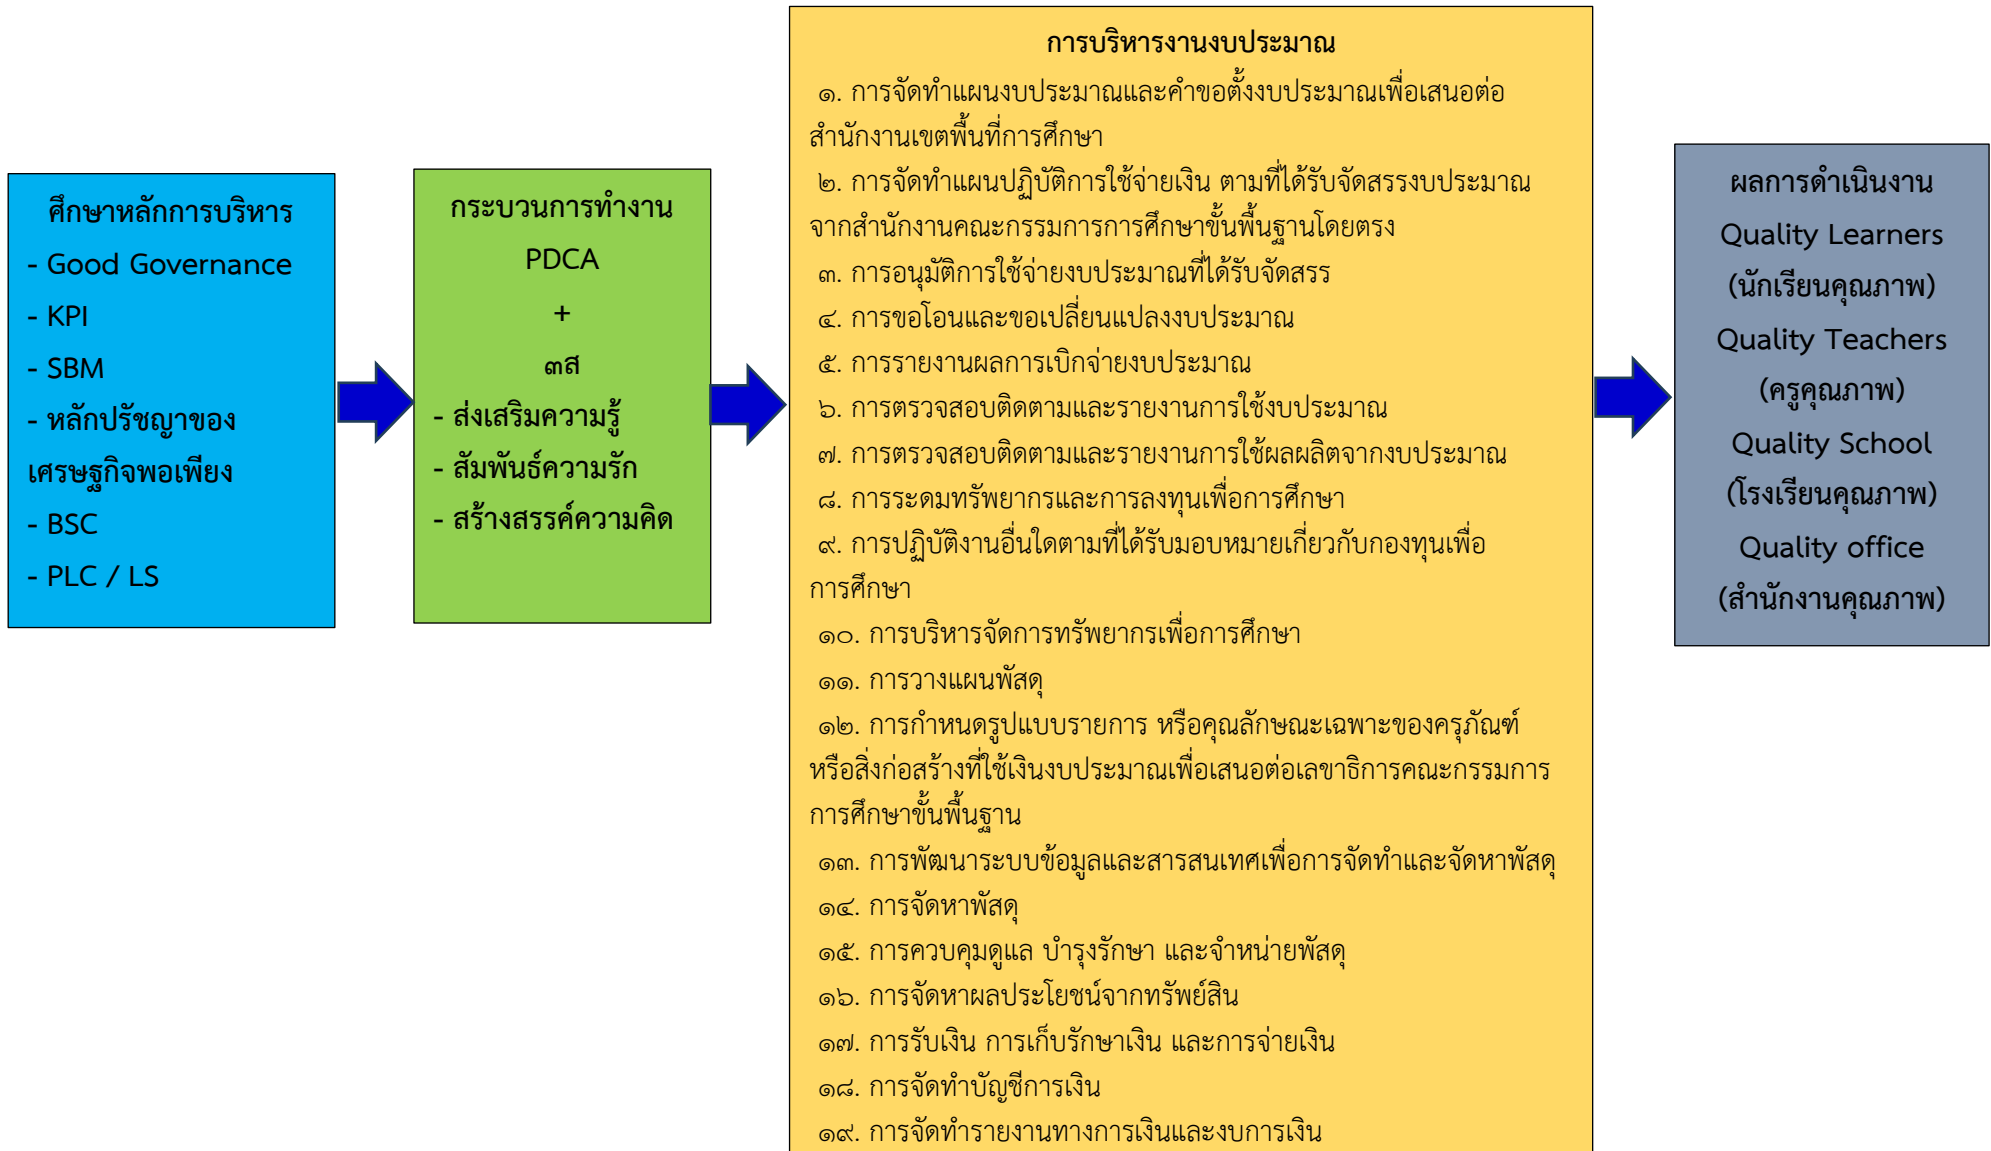 ศึกษาหลักการบริหาร
- Good Governance
- KPI
- SBM
- หลักปรัชญาของ
เศรษฐกิจพอเพียง
- BSC
- PLC / LS
กระบวนการทำงาน
PDCA
+
๓ส
- ส่งเสริมความรู้
- สัมพันธ์ความรัก
- สร้างสรรค์ความคิด
การบริหารงานงบประมาณ
๑. การจัดทำแผนงบประมาณและคำขอตั้งงบประมาณเพื่อเสนอต่อ
สำนักงานเขตพื้นที่การศึกษา
๒. การจัดทำแผนปฏิบัติการใช้จ่ายเงิน ตามที่ได้รับจัดสรรงบประมาณ
จากสำนักงานคณะกรรมการการศึกษาขั้นพื้นฐานโดยตรง
๓. การอนุมัติการใช้จ่ายงบประมาณที่ได้รับจัดสรร
๔. การขอโอนและขอเปลี่ยนแปลงงบประมาณ
๕. การรายงานผลการเบิกจ่ายงบประมาณ
๖. การตรวจสอบติดตามและรายงานการใช้งบประมาณ
๗. การตรวจสอบติดตามและรายงานการใช้ผลผลิตจากงบประมาณ
๘. การระดมทรัพยากรและการลงทุนเพื่อการศึกษา
๙. การปฏิบัติงานอื่นใดตามที่ได้รับมอบหมายเกี่ยวกับกองทุนเพื่อ
การศึกษา
๑๐. การบริหารจัดการทรัพยากรเพื่อการศึกษา
๑๑. การวางแผนพัสดุ
๑๒. การกำหนดรูปแบบรายการ หรือคุณลักษณะเฉพาะของครุภัณฑ์
หรือสิ่งก่อสร้างที่ใช้เงินงบประมาณเพื่อเสนอต่อเลขาธิการคณะกรรมการ
การศึกษาขั้นพื้นฐาน
๑๓. การพัฒนาระบบข้อมูลและสารสนเทศเพื่อการจัดทำและจัดหาพัสดุ
๑๔. การจัดหาพัสดุ
๑๕. การควบคุมดูแล บำรุงรักษา และจำหน่ายพัสดุ
๑๖. การจัดหาผลประโยชน์จากทรัพย์สิน
๑๗. การรับเงิน การเก็บรักษาเงิน และการจ่ายเงิน
๑๘. การจัดทำบัญชีการเงิน
๑๙. การจัดทำรายงานทางการเงินและงบการเงิน
ผลการดำเนินงาน
Quality Learners
(นักเรียนคุณภาพ)
Quality Teachers
(ครูคุณภาพ)
Quality School
(โรงเรียนคุณภาพ)
Quality office
(สำนักงานคุณภาพ)